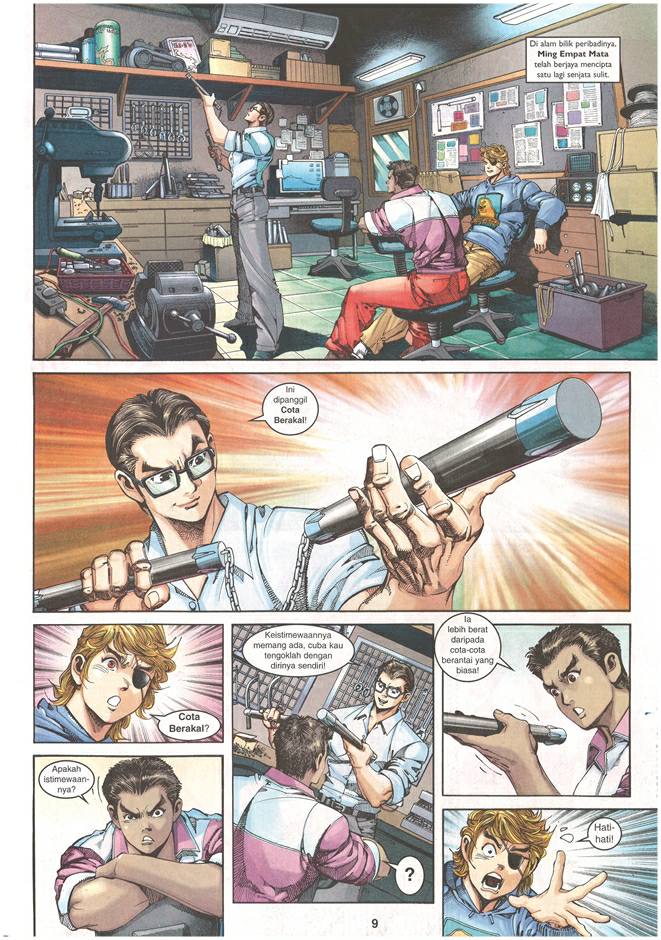 Di alam bilik peribadinya,
Ming Empat Mata
telah berjaya mencipta
satu lagi senjata sulit.
Ini
dipanggil
Cota
Berakal!
Cota
Berakal?
Apakah
istimewaan-
nya?
Keistimewaannya
memang ada, cuba kau
tengoklah dengan
dirinya sendiri!
?
Ia
lebih berat
daripada
cota-cota
berantai yang
biasa!
Hati-
hati!
9